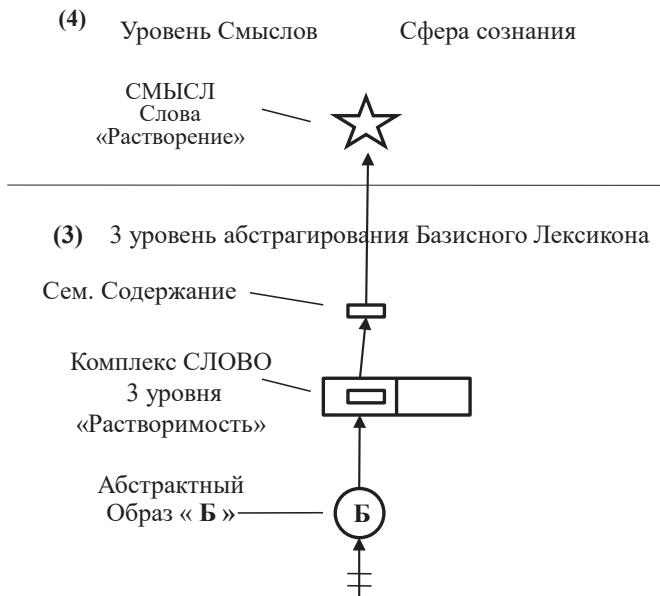 (4) Уровень Смыслов Сфера сознания
СМЫСЛ
Слова
«Растворение»
(3) 3 уровень абстрагирования Базисного Лексикона
Сем. Содержание
Комплекс СЛОВО
3 уровня
«Растворимость»
Абстрактный
Образ « Б »
Б